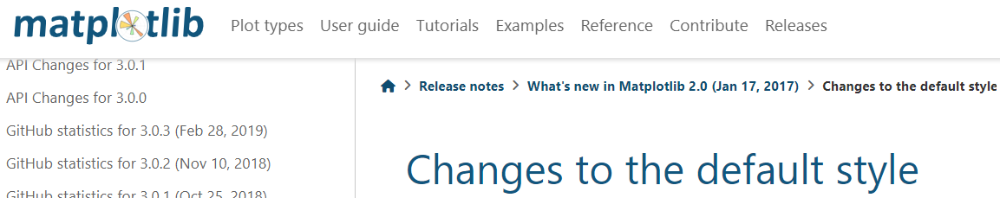 matplotlib Plot types User guide Tutorials Examples Reference Contribute Releases
API Changes for 3.0.1
API Changes for 3.0.0
GitHub statistics for 3.0.3 (Feb 28, 2019)
GitHub statistics for 3.0.2 (Nov 10, 2018)
GitHub statistics for 3.0.1 (Oct 25, 2018)
Release notes > What's new in Matplotlib 2.0 (Jan 17, 2017) > Changes to the default style
Changes to the default style